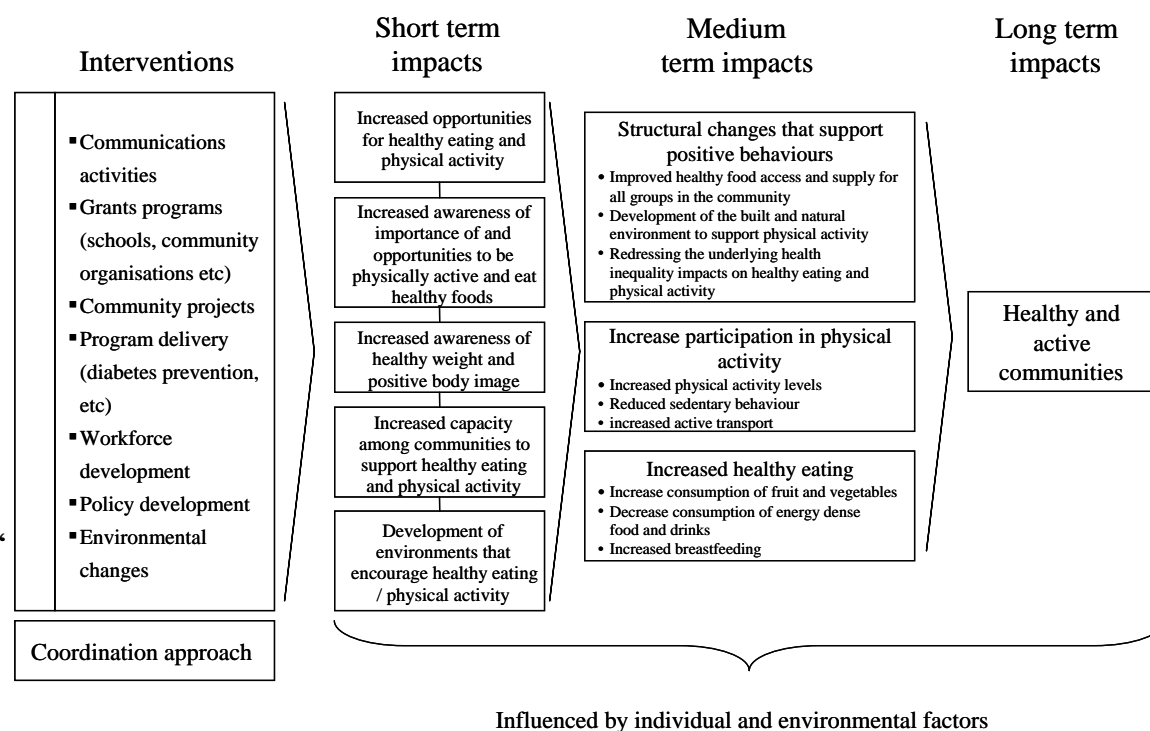 Interventions
Short term
impacts
Medium
term impacts
Long term
impacts
▪Communications
activities
▪Grants programs
(schools, community
organisations etc)
▪Community projects
▪Program delivery
(diabetes prevention,
etc)
▪Workforce
development
▪Policy development
▪Environmental
changes
“
Coordination approach
Increased opportunities
for healthy eating and
physical activity
Increased awareness of
importance of and
opportunities to be
physically active and eat
healthy foods
Increased awareness of
healthy weight and
positive body image
Increased capacity
among communities to
support healthy eating
and physical activity
Development of
environments that
encourage healthy eating
/ physical activity
Structural changes that support
positive behaviours
• Improved healthy food access and supply for
all groups in the community
• Development of the built and natural
environment to support physical activity
• Redressing the underlying health
inequality impacts on healthy eating and
physical activity
Increase participation in physical
activity
• Increased physical activity levels
• Reduced sedentary behaviour
• increased active transport
Increased healthy eating
• Increase consumption of fruit and vegetables
• Decrease consumption of energy dense
food and drinks
• Increased breastfeeding
Healthy and
active
communities
Influenced by individual and environmental factors